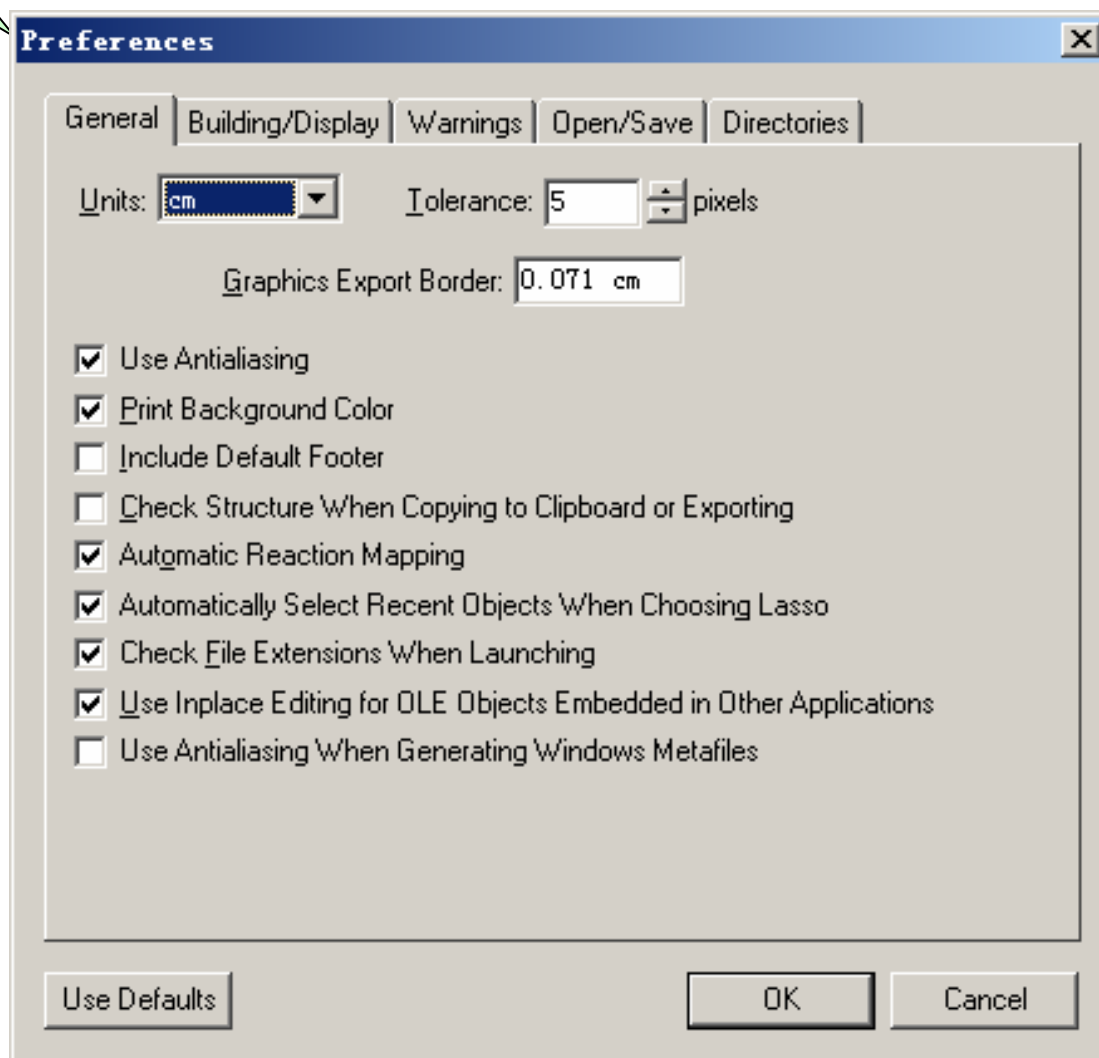 Preferences
General Building/Display Warnings Open/Save Directories
Units: cm Tolerance: 5 pixels
Graphics Export Border: 0.071 cm
Use Antialiasing
Print Background Color
Include Default Footer
Check Structure When Copying to Clipboard or Exporting
Automatic Reaction Mapping
Automatically Select Recent Objects When Choosing Lasso
Check File Extensions When Launching
Use Inplace Editing for OLE Objects Embedded in Other Applications
Use Antialiasing When Generating Windows Metafiles
Use Defaults OK Cancel